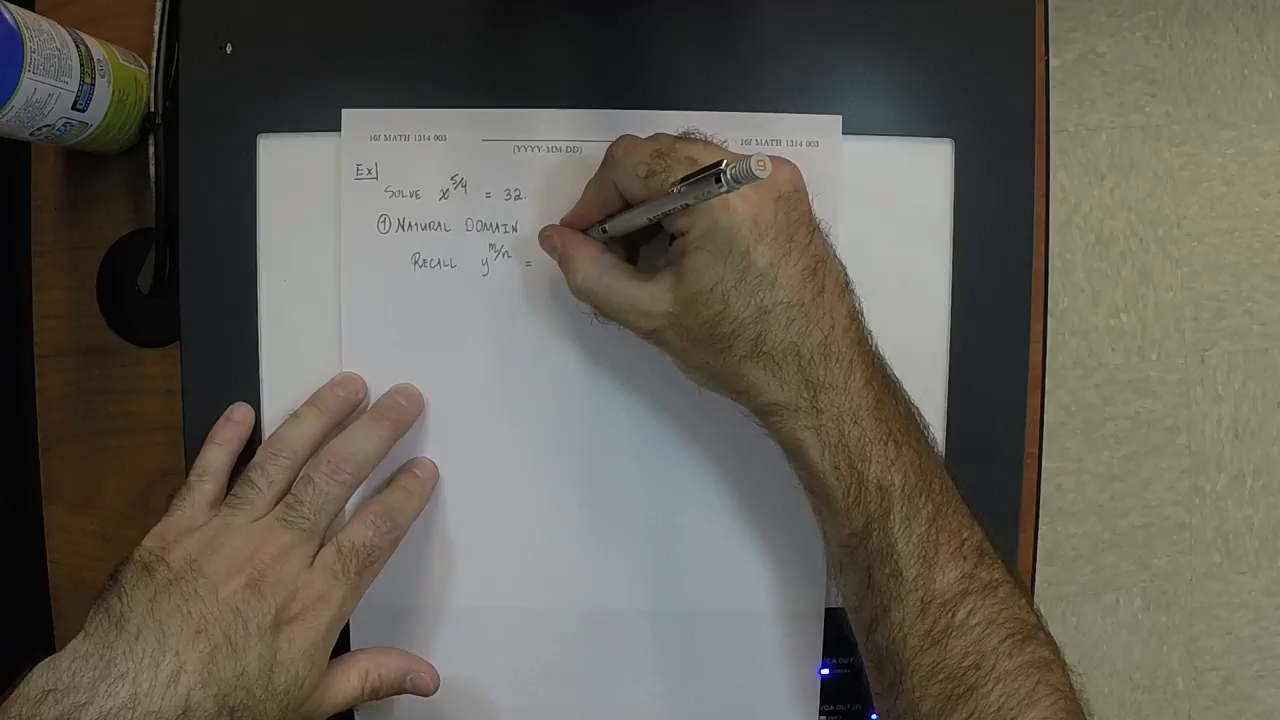 16f MATH 1314 003
(YYYY-MM-DD)
16f MATH 1314 003
Ex
SOLVE x^{5/4} = 32.
① NATURAL DOMAIN
RECALL y^{m/n} =